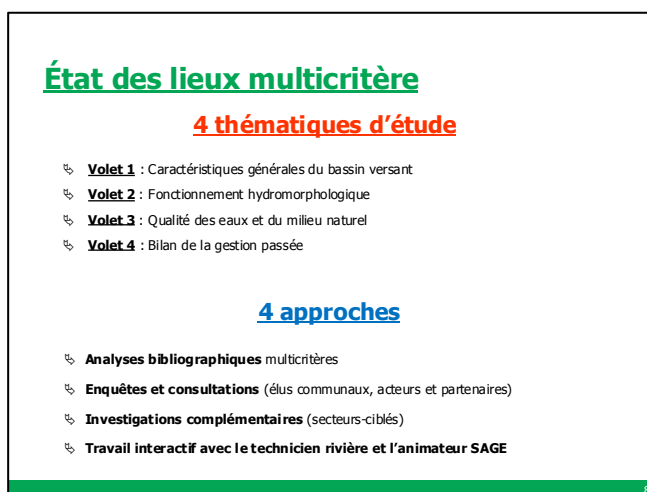 État des lieux multicritère
4 thématiques d’étude
Volet 1 : Caractéristiques générales du bassin versant
Volet 2 : Fonctionnement hydromorphologique
Volet 3 : Qualité des eaux et du milieu naturel
Volet 4 : Bilan de la gestion passée
4 approches
Analyses bibliographiques multicritères
Enquêtes et consultations (élus communaux, acteurs et partenaires)
Investigations complémentaires (secteurs-ciblés)
Travail interactif avec le technicien rivière et l’animateur SAGE